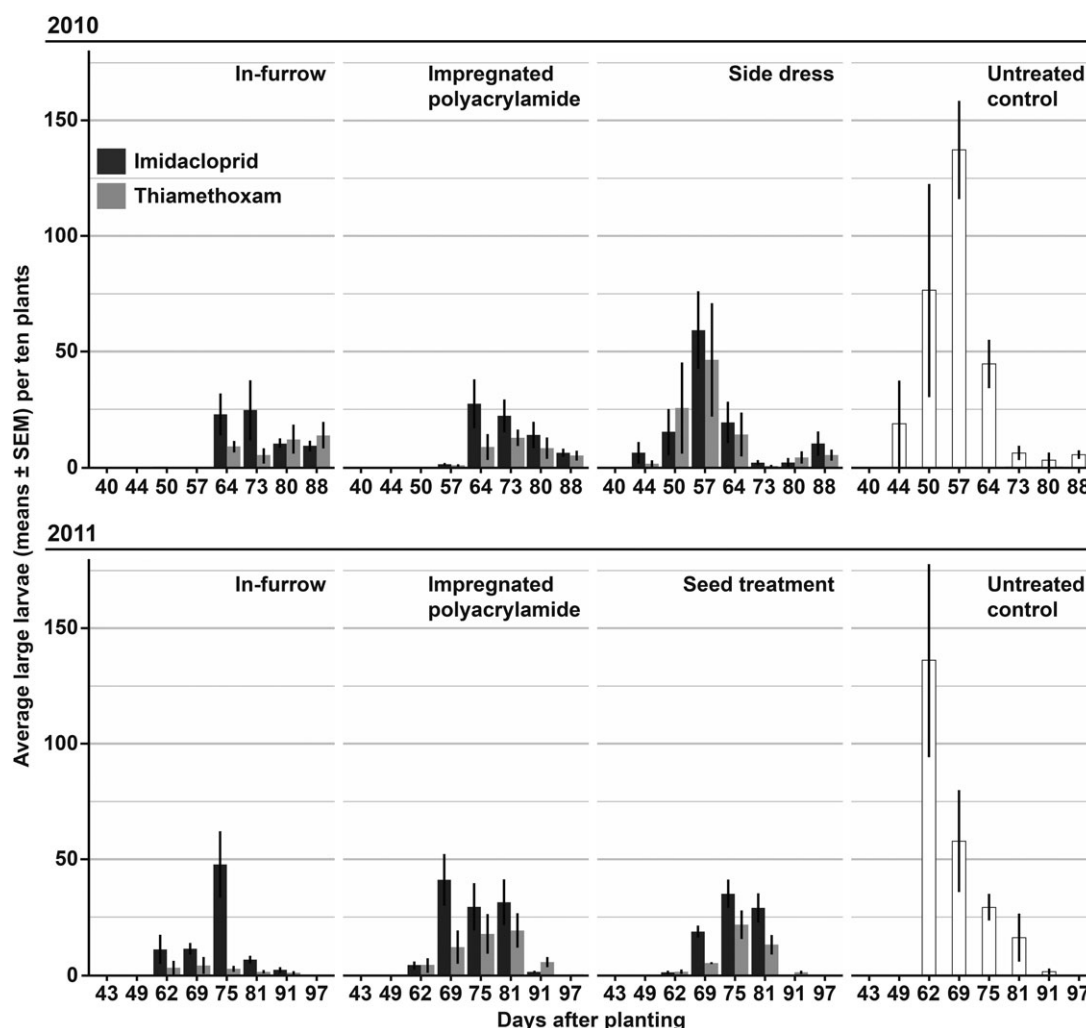 2010
In-furrow
Impregnated
polyacrylamide
Side dress
Untreated
control
Imidacloprid
Thiamethoxam
150
100
50
0
40 44 50 57 64 73 80 88
40 44 50 57 64 73 80 88
40 44 50 57 64 73 80 88
40 44 50 57 64 73 80 88
Average large larvae (means ± SEM) per ten plants
2011
In-furrow
Impregnated
polyacrylamide
Seed treatment
Untreated
control
150
100
50
0
43 49 62 69 75 81 91 97
43 49 62 69 75 81 91 97
43 49 62 69 75 81 91 97
43 49 62 69 75 81 91 97
Days after planting